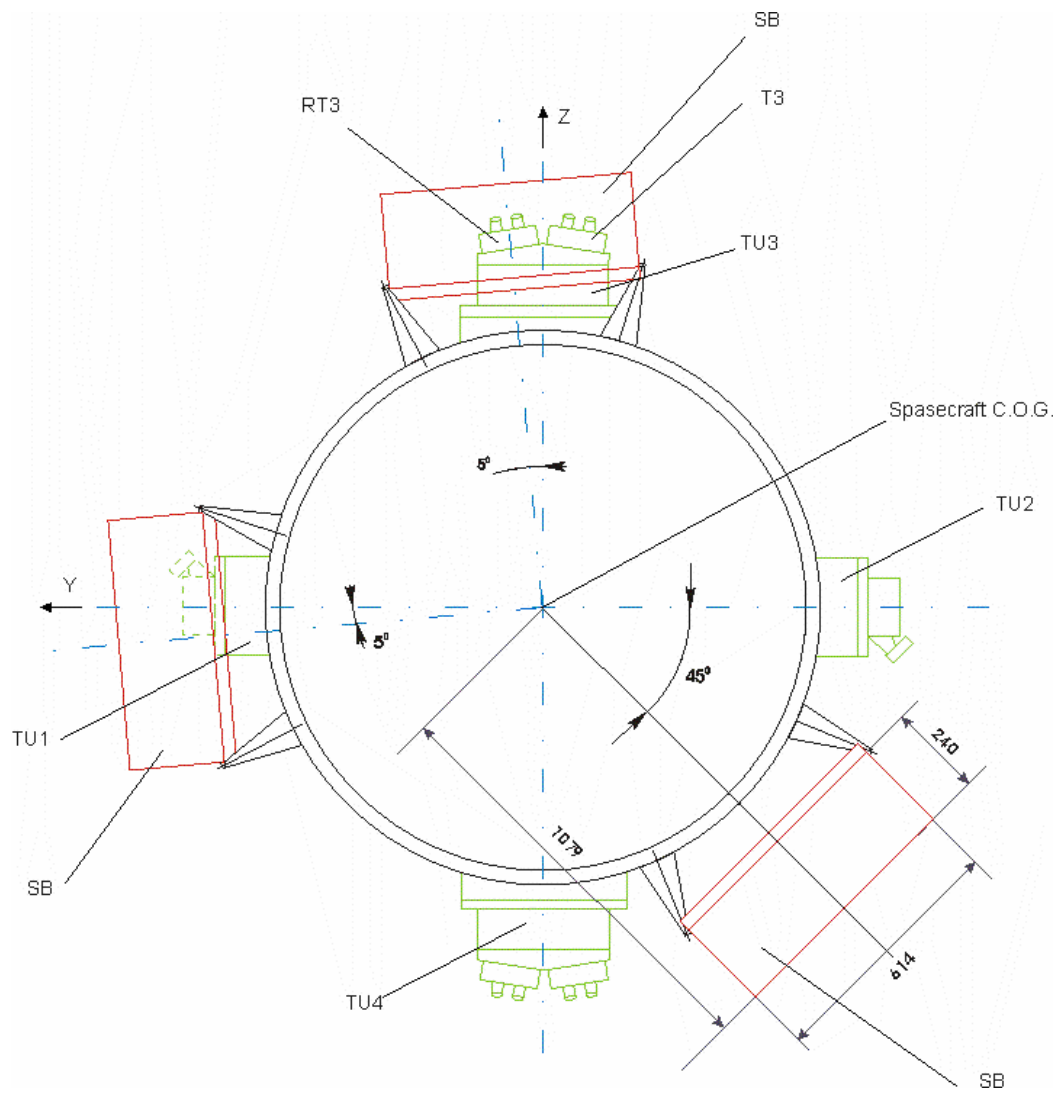 SB
RT3
T3
Z
TU3
Spasecraft C.O.G.
5°
TU2
Y
5°
45°
TU1
240
1079
SB
614
TU4
SB